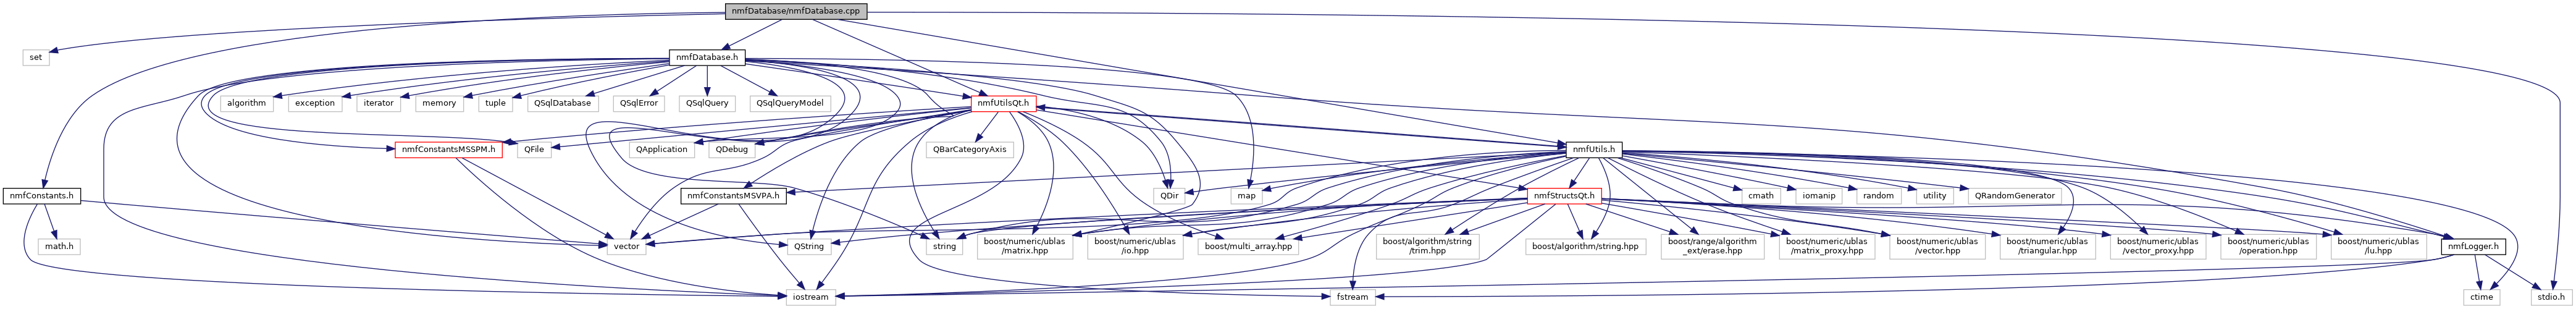 nmfDatabase/nmfDatabase.cpp
set
nmfDatabase.h
algorithm
exception
iterator
memory
tuple
QSqlDatabase
QSqlError
QSqlQuery
QSqlQueryModel
nmfUtilsQt.h
nmfConstantsMSSPM.h
QFile
QApplication
QDebug
QBarCategoryAxis
nmfUtils.h
nmfConstants.h
nmfConstantsMSVPA.h
QDir
map
nmfStructsQt.h
cmath
iomanip
random
utility
QRandomGenerator
math.h
vector
QString
string
boost/numeric/ublas
/matrix.hpp
boost/numeric/ublas
/io.hpp
boost/multi_array.hpp
boost/algorithm/string
/trim.hpp
boost/algorithm/string.hpp
boost/range/algorithm
_ext/erase.hpp
boost/numeric/ublas
/matrix_proxy.hpp
boost/numeric/ublas
/vector.hpp
boost/numeric/ublas
/triangular.hpp
boost/numeric/ublas
/vector_proxy.hpp
boost/numeric/ublas
/operation.hpp
boost/numeric/ublas
/lu.hpp
nmfLogger.h
iostream
fstream
ctime
stdio.h